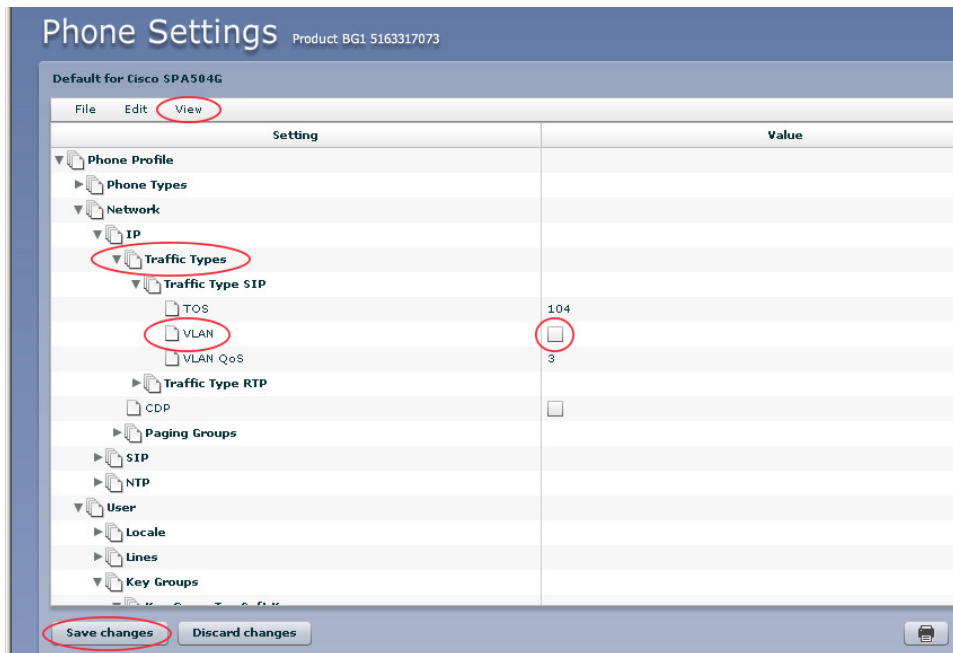 Phone Settings Product BG1 5163317073
Default for Cisco SPA504G
File Edit View
Setting Value
Phone Profile
Phone Types
Network
IP
Traffic Types
Traffic Type SIP
TOS 104
VLAN
VLAN QoS 3
Traffic Type RTP
CDP
Paging Groups
SIP
NTP
User
Locale
Lines
Key Groups
Save changes Discard changes